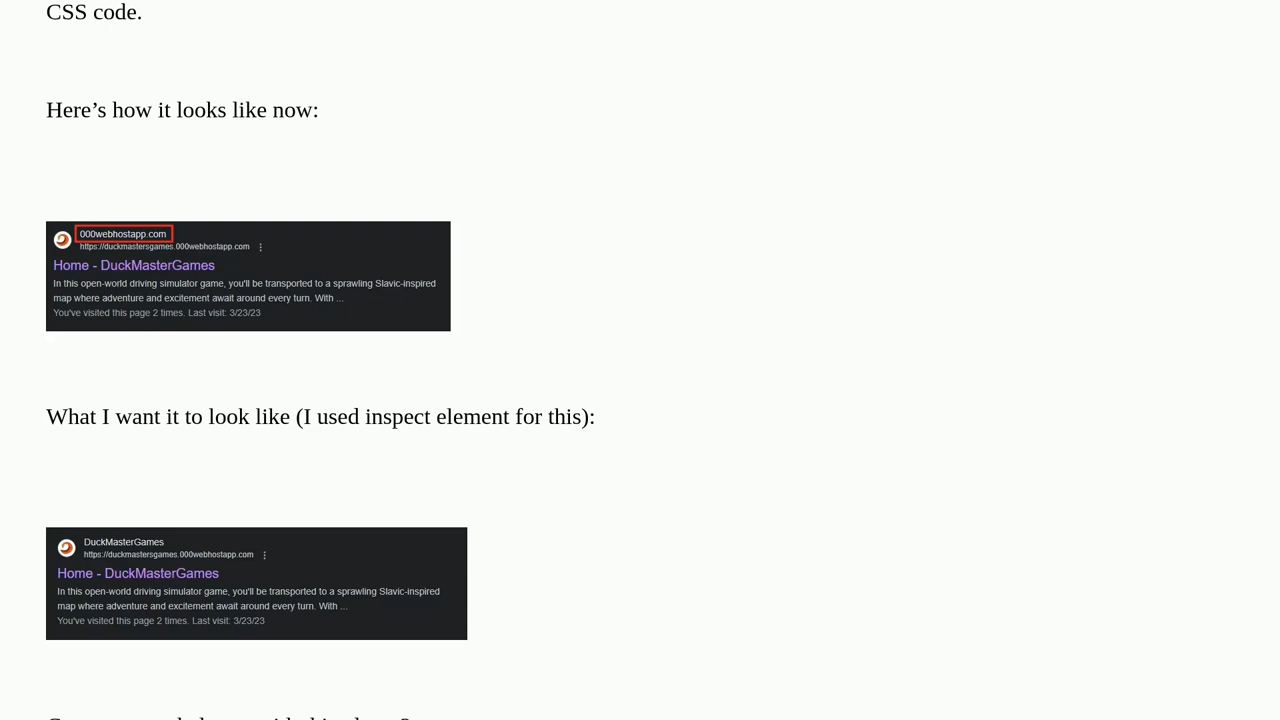 CSS code.
Here’s how it looks like now:
000webhostapp.com
https://duckmastersgames.000webhostapp.com
Home - DuckMasterGames
In this open-world driving simulator game, you'll be transported to a sprawling Slavic-inspired
map where adventure and excitement await around every turn. With ...
You've visited this page 2 times. Last visit: 3/23/23
What I want it to look like (I used inspect element for this):
DuckMasterGames
https://duckmastersgames.000webhostapp.com
Home - DuckMasterGames
In this open-world driving simulator game, you'll be transported to a sprawling Slavic-inspired
map where adventure and excitement await around every turn. With ...
You've visited this page 2 times. Last visit: 3/23/23